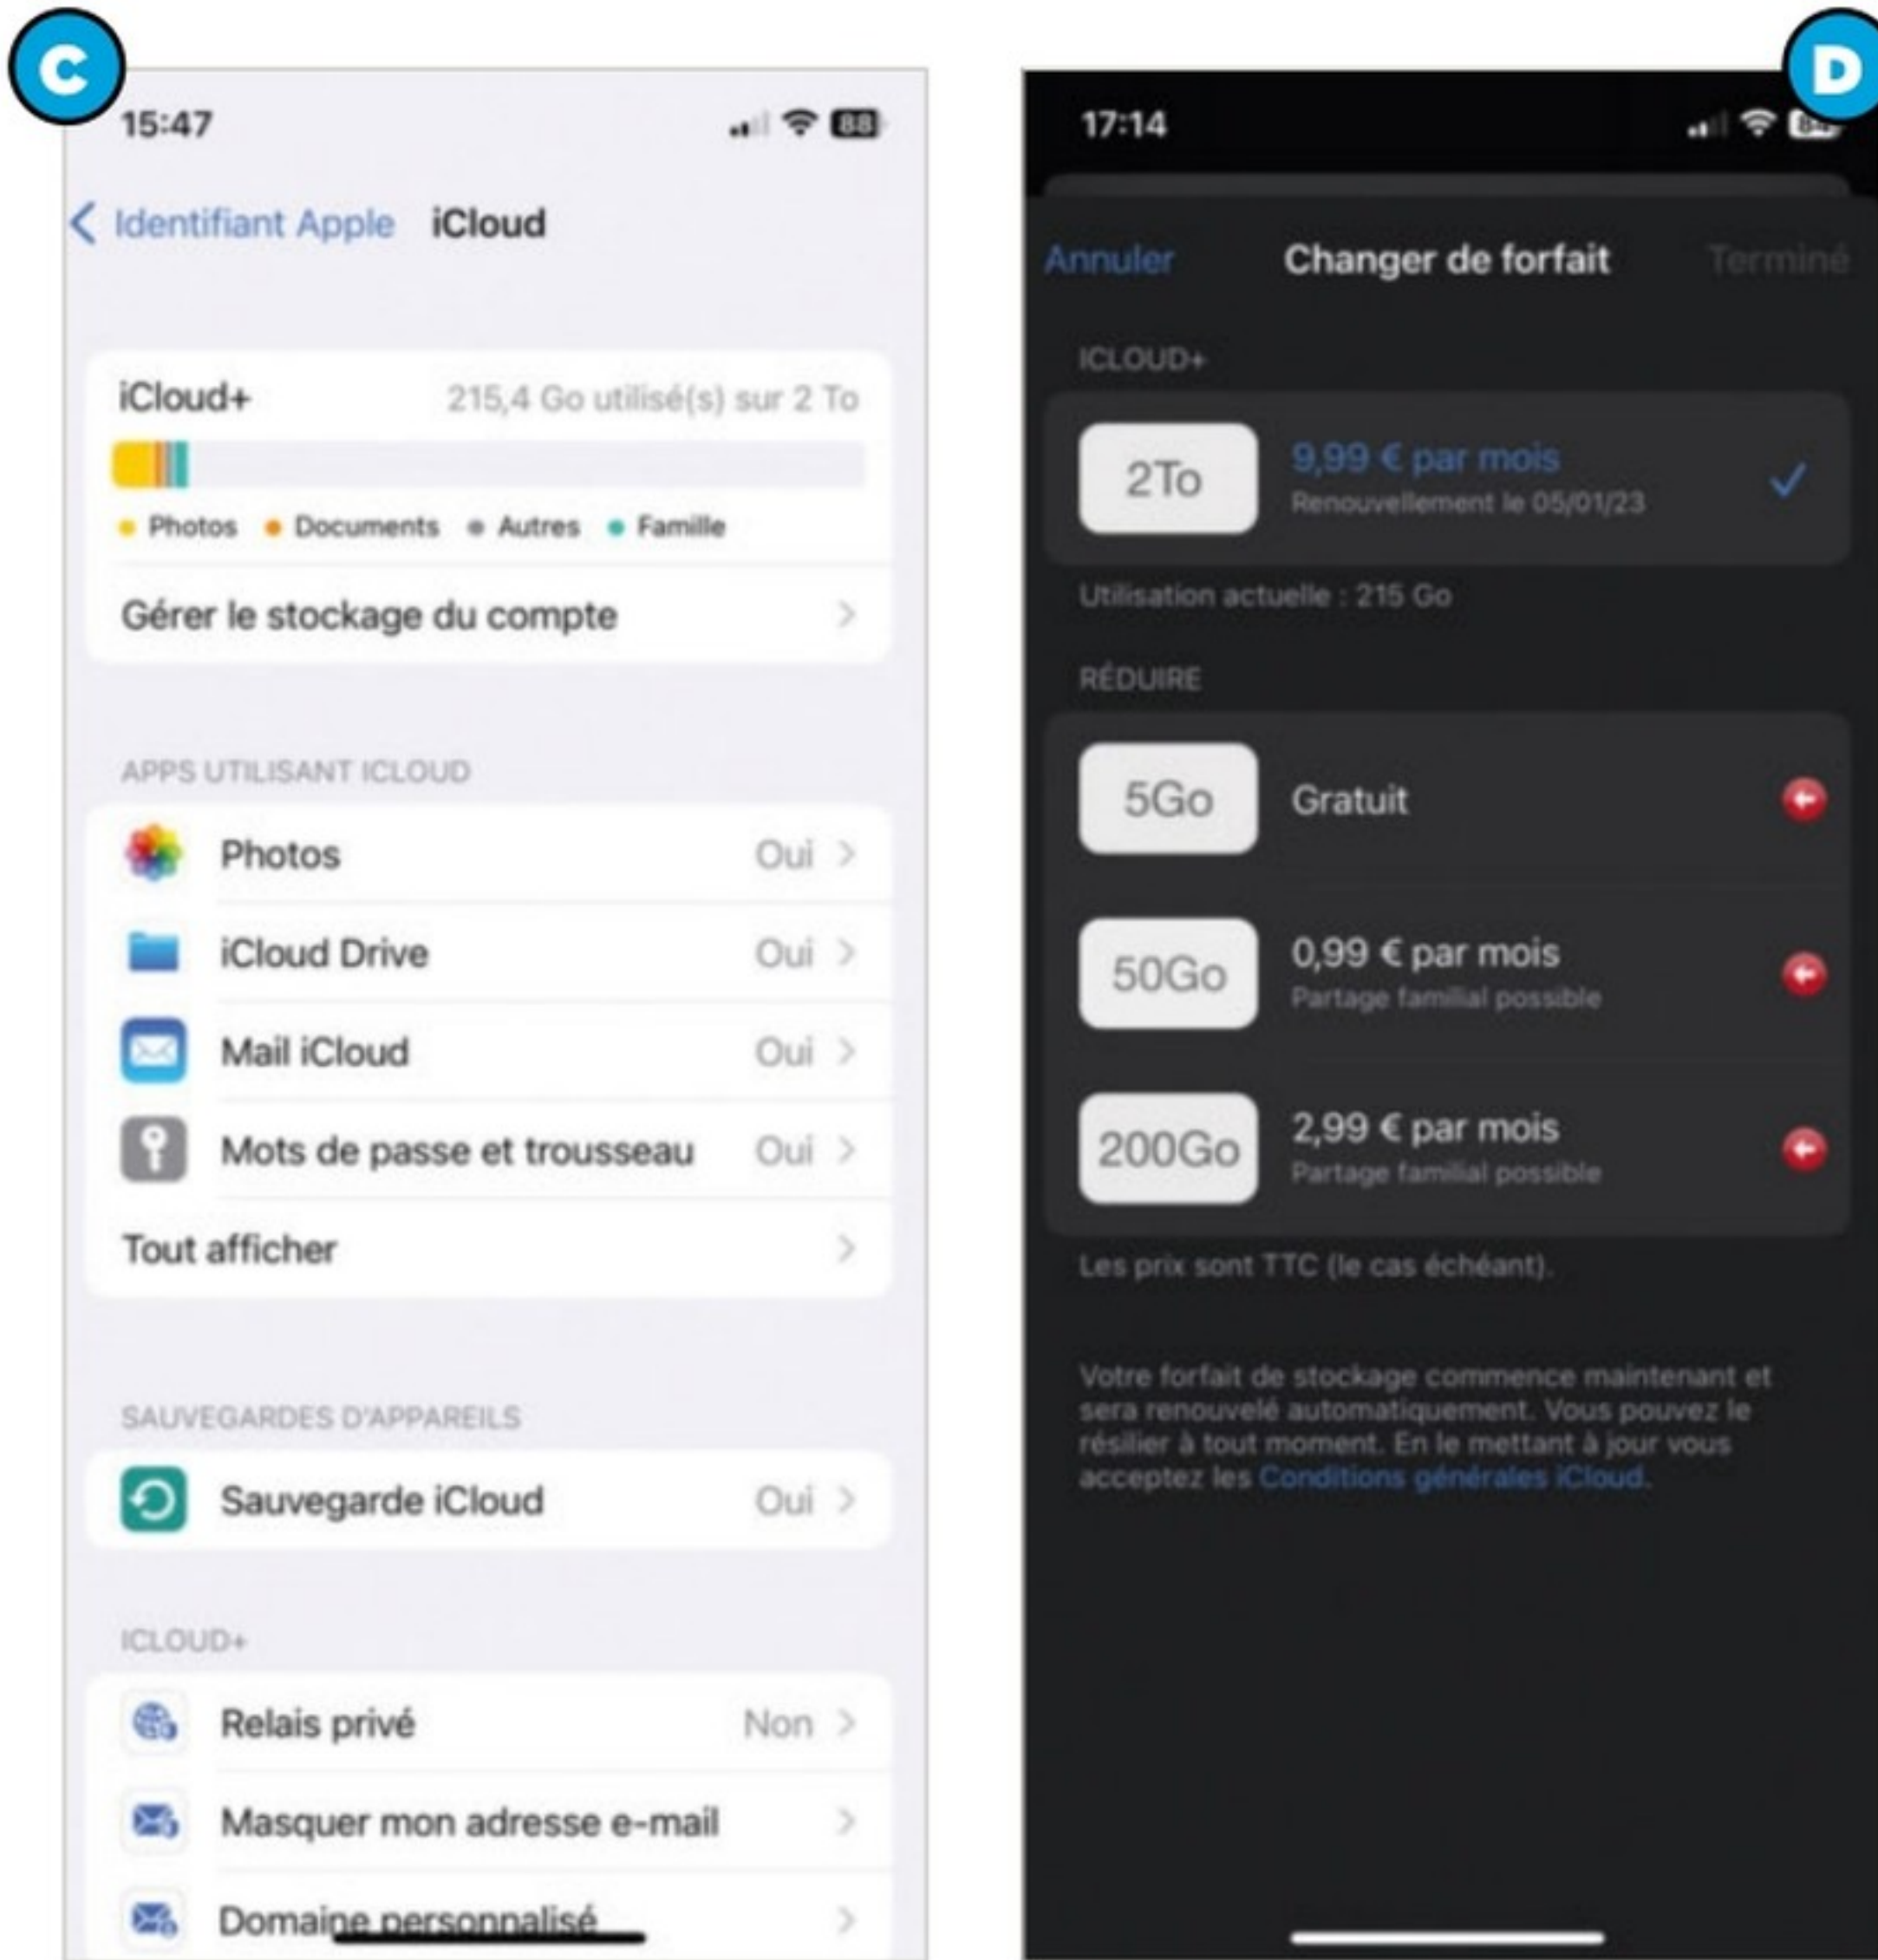 C
15:47
88
Identifiant Apple iCloud
iCloud+ 215,4 Go utilisé(s) sur 2 To
Photos Documents Autres Famille
Gérer le stockage du compte
APPS UTILISANT ICLOUD
Photos Oui
iCloud Drive Oui
Mail iCloud Oui
Mots de passe et trousseau Oui
Tout afficher
SAUVEGARDES D'APPAREILS
Sauvegarde iCloud Oui
ICLOUD+
Relais privé Non
Masquer mon adresse e-mail
Domaine personnalisé
D
17:14
Annuler Changer de forfait Terminé
ICLOUD+
2To 9,99 € par mois
Renouvellement le 05/01/23
Utilisation actuelle : 215 Go
RÉDUIRE
5Go Gratuit
50Go 0,99 € par mois
Partage familial possible
200Go 2,99 € par mois
Partage familial possible
Les prix sont TTC (le cas échéant).
Votre forfait de stockage commence maintenant et
sera renouvelé automatiquement. Vous pouvez le
résilier à tout moment. En le mettant à jour vous
acceptez les Conditions générales iCloud.